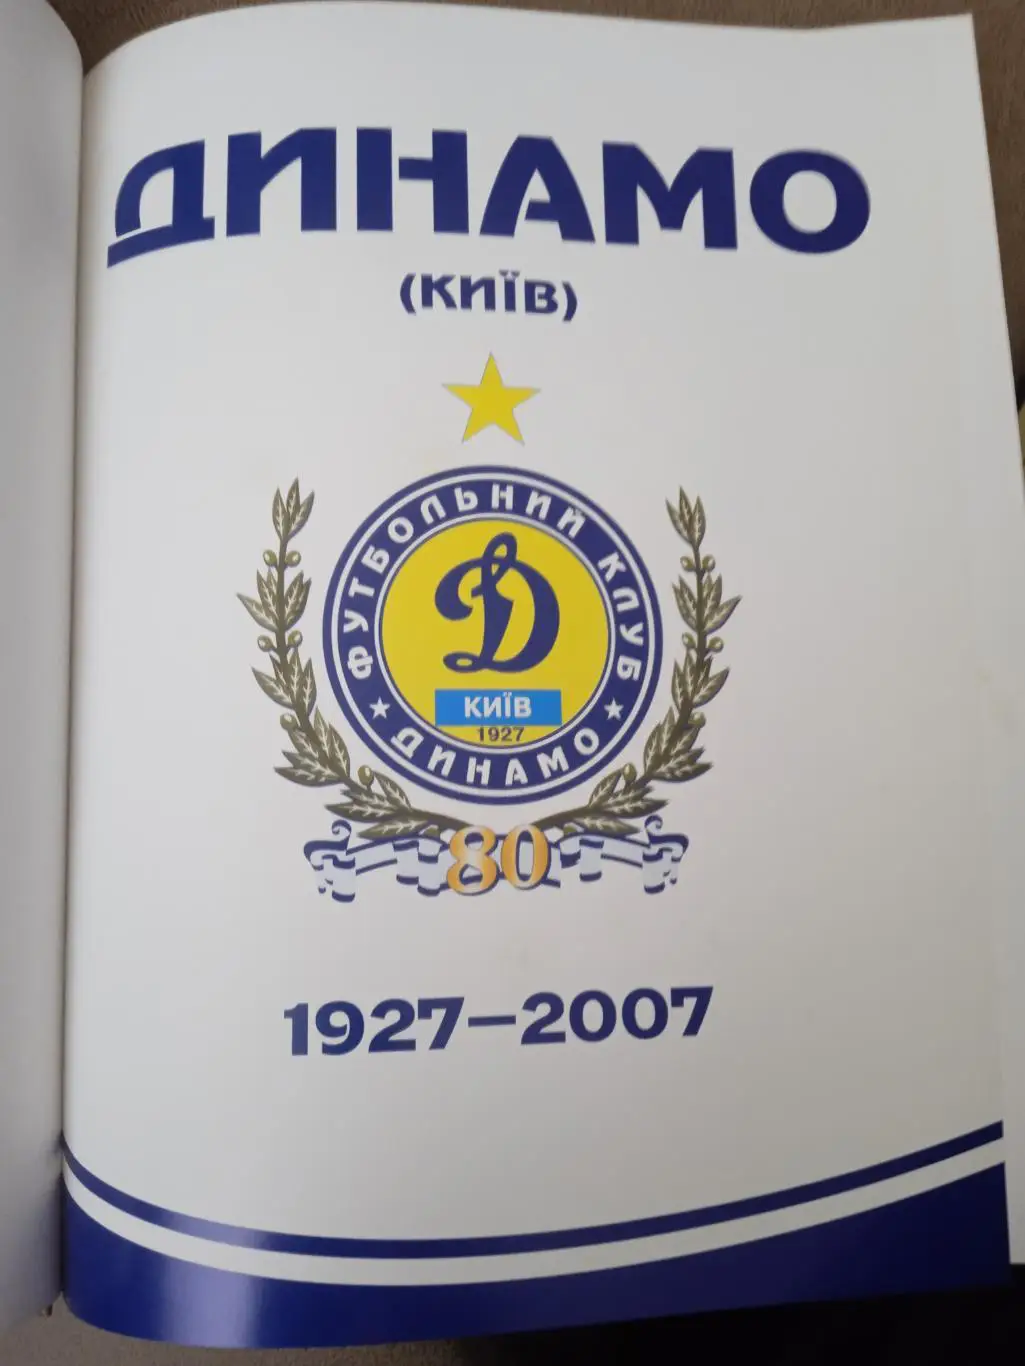 ДИНАМО
(КИЇВ)
ФУТБОЛЬНИЙ КЛУБ
Д
КИЇВ
1927
ДИНАМО
80
1927–2007